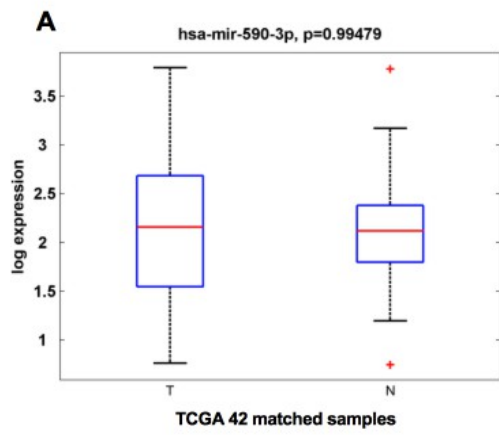 A
hsa-mir-590-3p, p=0.99479
3.5
3
2.5
2
1.5
1
log expression
T N
TCGA 42 matched samples